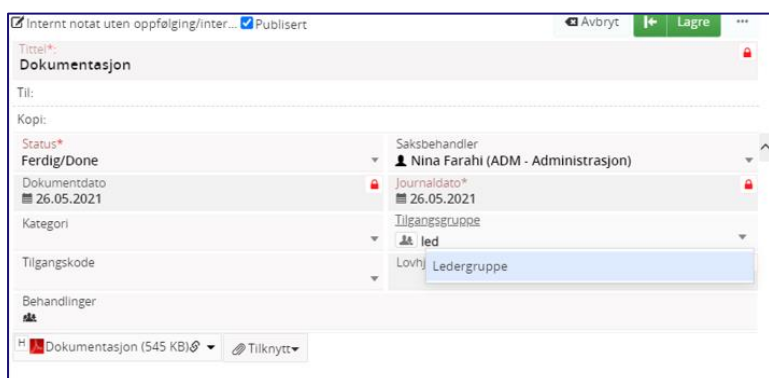 Internt notat uten oppfølging/inter... Publisert
Avbryt
Lagre
...
Tittel*:
Dokumentasjon
Til:
Kopi:
Status*
Ferdig/Done
Saksbehandler
Nina Farahi (ADM - Administrasjon)
Dokumentdato
26.05.2021
Journaldato*
26.05.2021
Kategori
Tilgangsgruppe
led
Tilgangskode
Lovhj
Ledergruppe
Behandlinger
H Dokumentasjon (545 KB)
Tilknytt